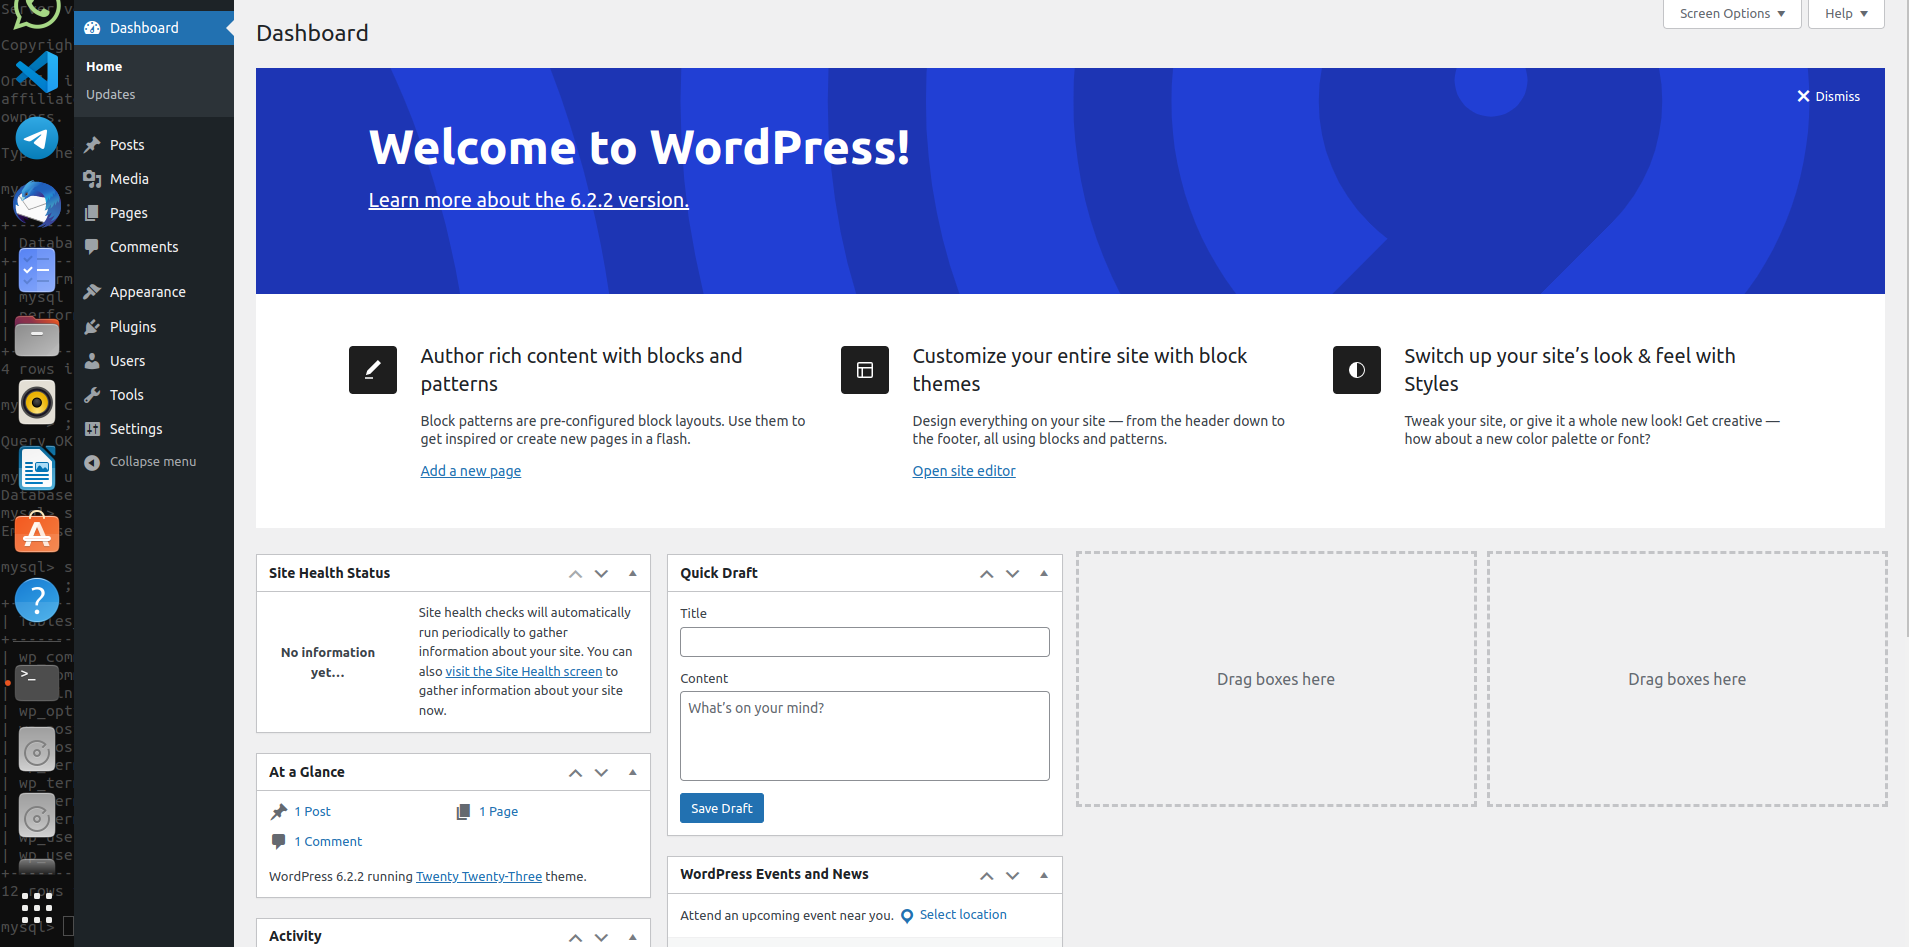 Dashboard
Home
Updates
Posts
Media
Pages
Comments
Appearance
Plugins
Users
Tools
Settings
Collapse menu
Dashboard
Screen Options
Help
Dismiss
Welcome to WordPress!
Learn more about the 6.2.2 version.
Author rich content with blocks and
patterns
Block patterns are pre-configured block layouts. Use them to
get inspired or create new pages in a flash.
Add a new page
Customize your entire site with block
themes
Design everything on your site — from the header down to
the footer, all using blocks and patterns.
Open site editor
Switch up your site’s look & feel with
Styles
Tweak your site, or give it a whole new look! Get creative —
how about a new color palette or font?
Site Health Status
No information
yet…
Site health checks will automatically
run periodically to gather
information about your site. You can
also visit the Site Health screen to
gather information about your site
now.
At a Glance
1 Post
1 Page
1 Comment
WordPress 6.2.2 running Twenty Twenty-Three theme.
Activity
Quick Draft
Title
Content
What’s on your mind?
Save Draft
WordPress Events and News
Attend an upcoming event near you. Select location
Drag boxes here
Drag boxes here
mysql>
12 rows
mysql>